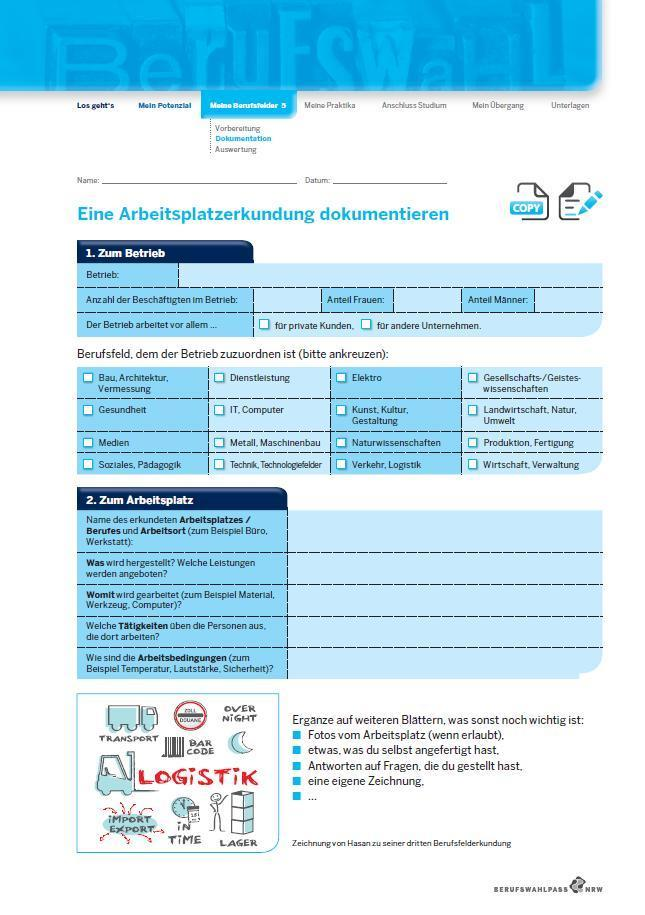 BERUFSWAHL
Los geht's Mein Potenzial Meine Berufsfelder 5 Meine Praktika Anschluss Studium Mein Übergang Unterlagen
Vorbereitung
Dokumentation
Auswertung
Name: Datum:
COPY
Eine Arbeitsplatzerkundung dokumentieren
1. Zum Betrieb
Betrieb:
Anzahl der Beschäftigten im Betrieb: Anteil Frauen: Anteil Männer:
Der Betrieb arbeitet vor allem ... für private Kunden, für andere Unternehmen.
Berufsfeld, dem der Betrieb zuzuordnen ist (bitte ankreuzen):
Bau, Architektur, Dienstleistung Elektro Gesellschafts-/Geistes-
Vermessung wissenschaften
Gesundheit IT, Computer Kunst, Kultur, Landwirtschaft, Natur,
Gestaltung Umwelt
Medien Metall, Maschinenbau Naturwissenschaften Produktion, Fertigung
Soziales, Pädagogik Technik, Technologiefelder Verkehr, Logistik Wirtschaft, Verwaltung
2. Zum Arbeitsplatz
Name des erkundeten Arbeitsplatzes /
Berufes und Arbeitsort (zum Beispiel Büro,
Werkstatt):
Was wird hergestellt? Welche Leistungen
werden angeboten?
Womit wird gearbeitet (zum Beispiel Material,
Werkzeug, Computer)?
Welche Tätigkeiten üben die Personen aus,
die dort arbeiten?
Wie sind die Arbeitsbedingungen (zum
Beispiel Temperatur, Lautstärke, Sicherheit)?
ZOLL
DOUANE
OVER
NIGHT
TRANSPORT
BAR
CODE
LOGISTIK
IMPORT
EXPORT
iN
TIME
LAGER
Ergänze auf weiteren Blättern, was sonst noch wichtig ist:
Fotos vom Arbeitsplatz (wenn erlaubt),
etwas, was du selbst angefertigt hast,
Antworten auf Fragen, die du gestellt hast,
eine eigene Zeichnung,
...
Zeichnung von Hasan zu seiner dritten Berufsfelderkundung
BERUFSWAHLPASS NRW